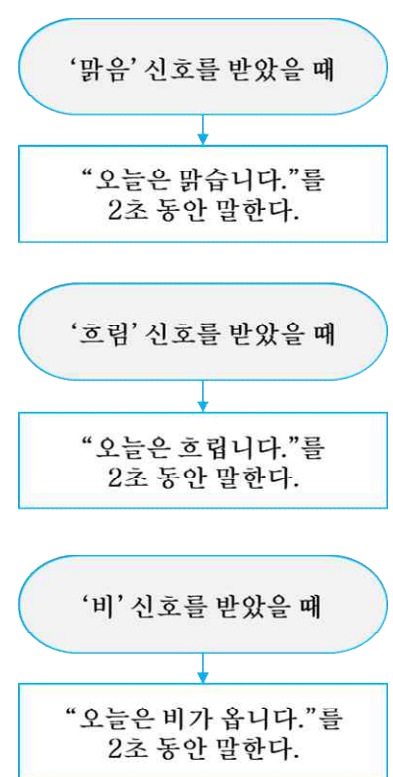 ‘맑음’ 신호를 받았을 때
“오늘은 맑습니다.”를
2초 동안 말한다.
‘흐림’ 신호를 받았을 때
“오늘은 흐립니다.”를
2초 동안 말한다.
‘비’ 신호를 받았을 때
“오늘은 비가 옵니다.”를
2초 동안 말한다.